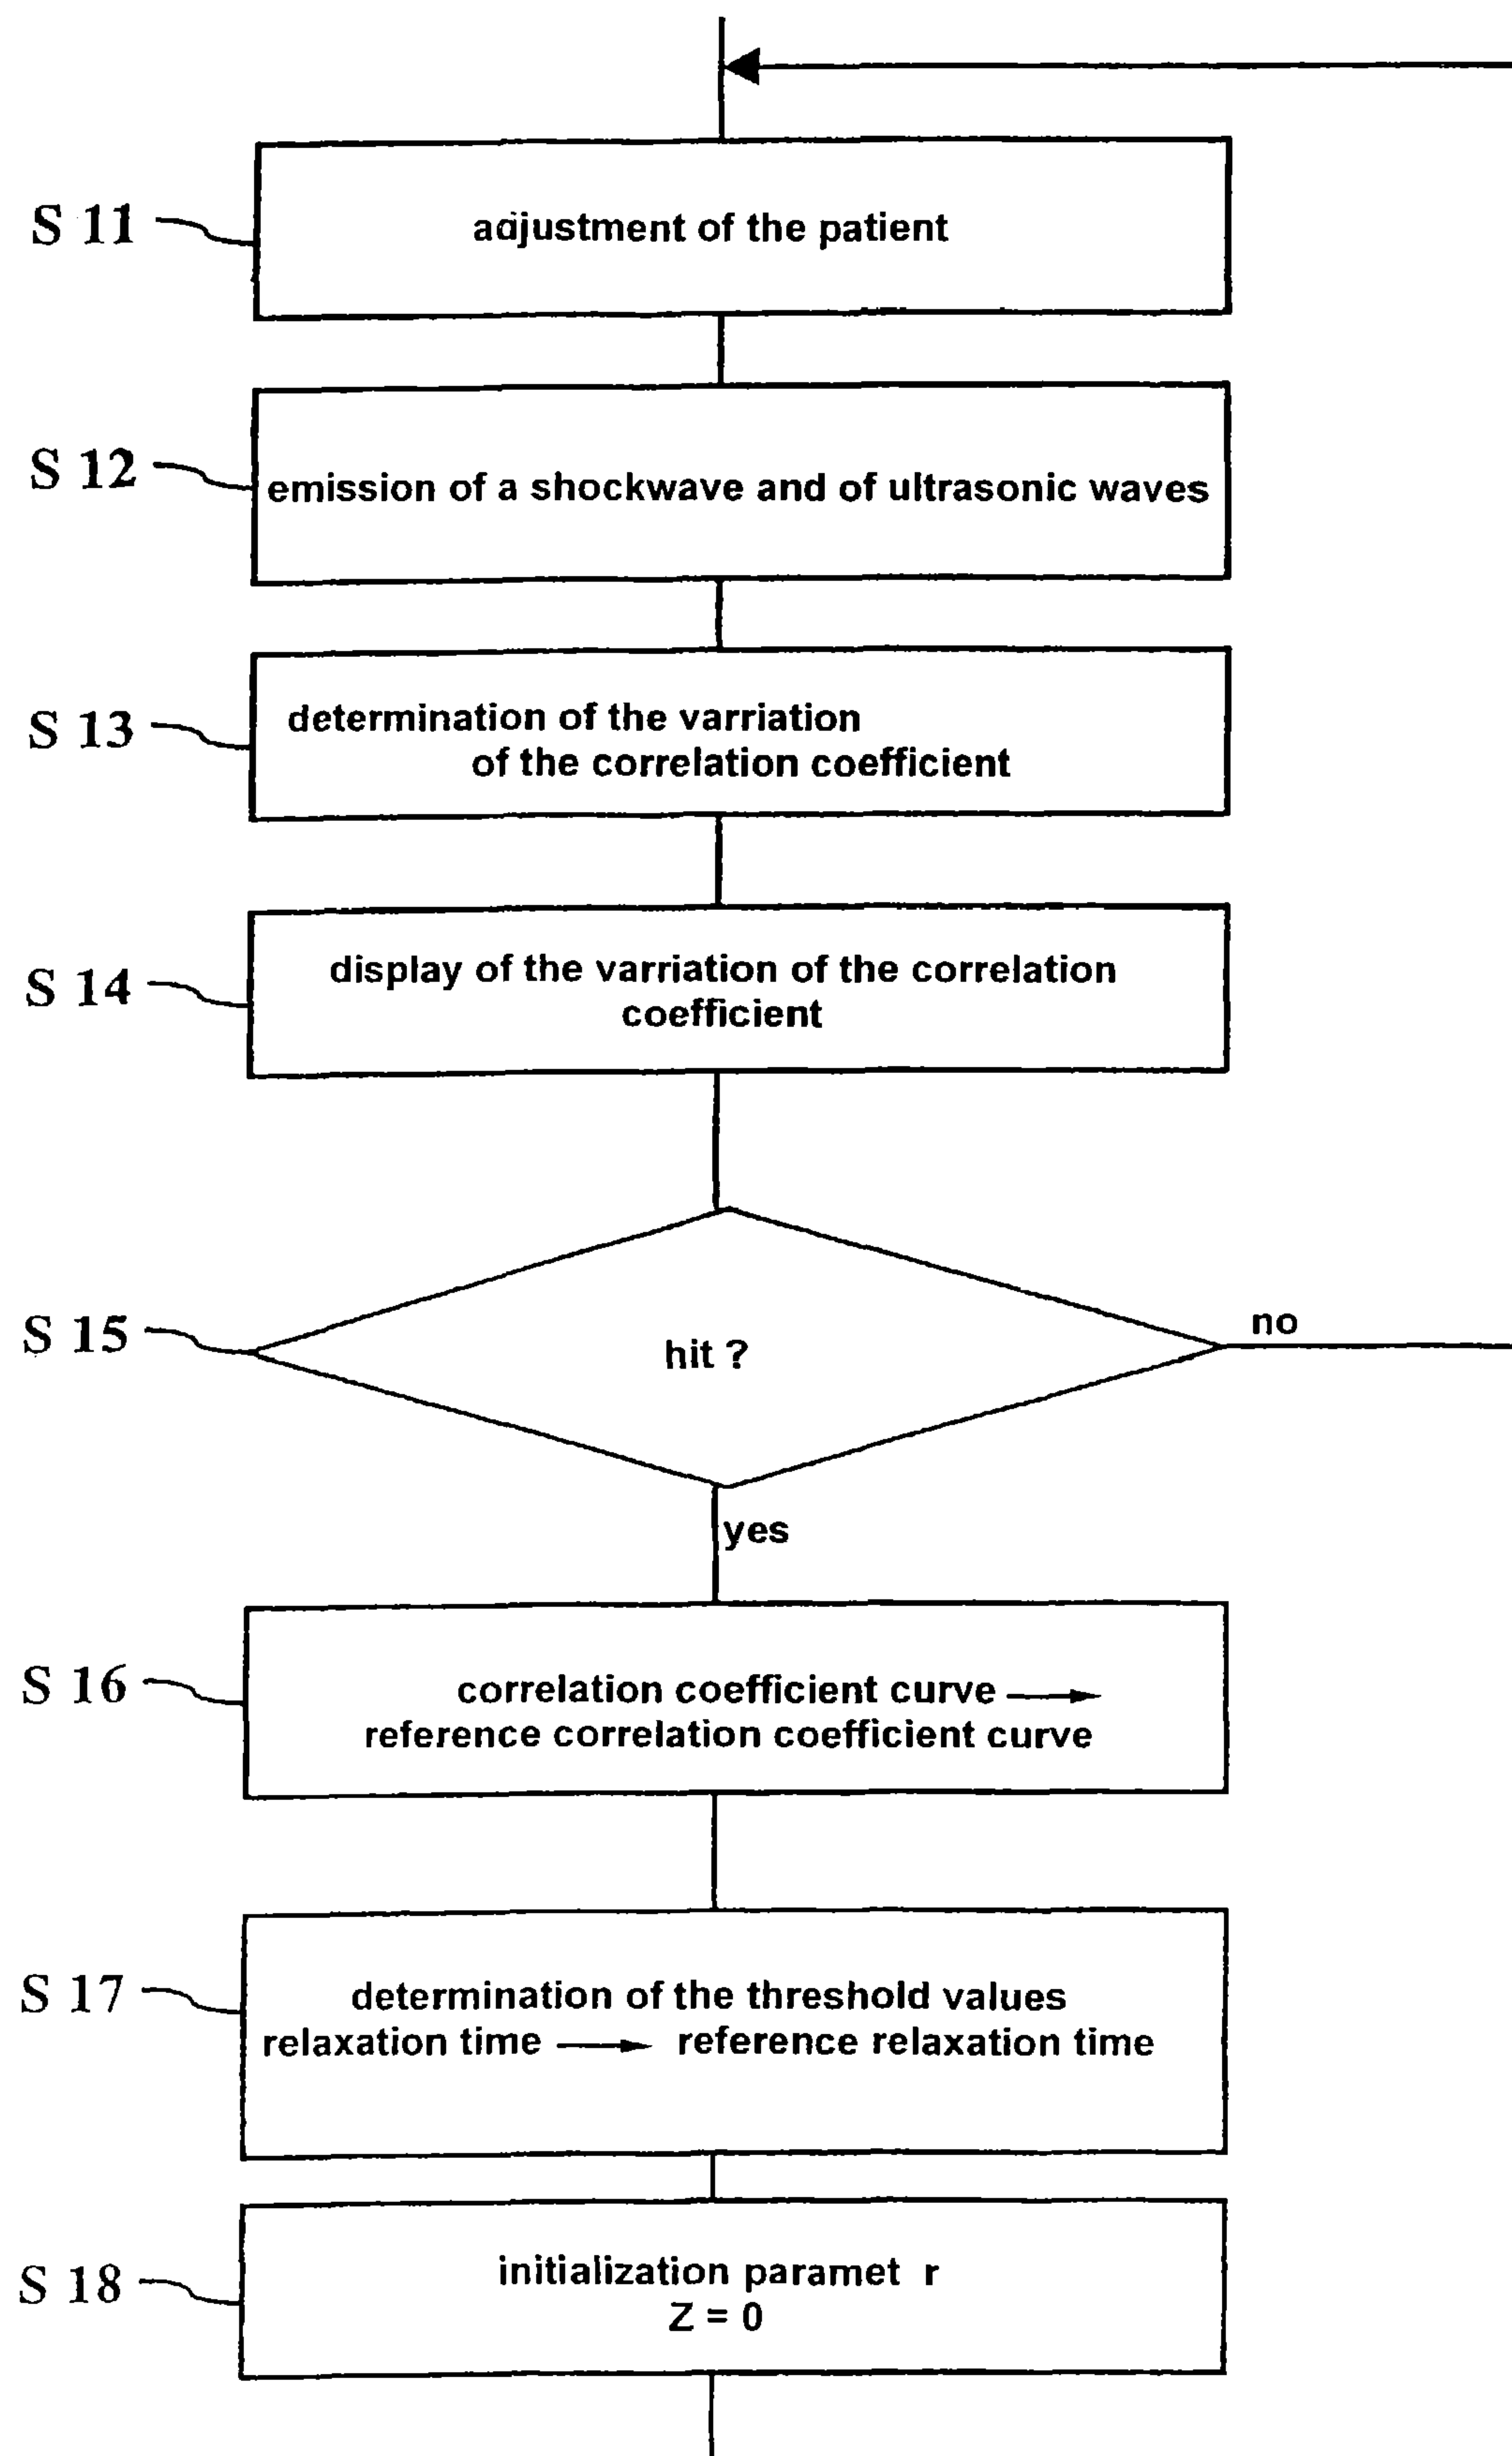 S 11
adjustment of the patient
S 12
emission of a shockwave and of ultrasonic waves
S 13
determination of the varriation
of the correlation coefficient
S 14
display of the varriation of the correlation
coefficient
S 15
hit ?
no
yes
S 16
correlation coefficient curve →
reference correlation coefficient curve
S 17
determination of the threshold values
relaxation time → reference relaxation time
S 18
initialization paramet r
Z = 0